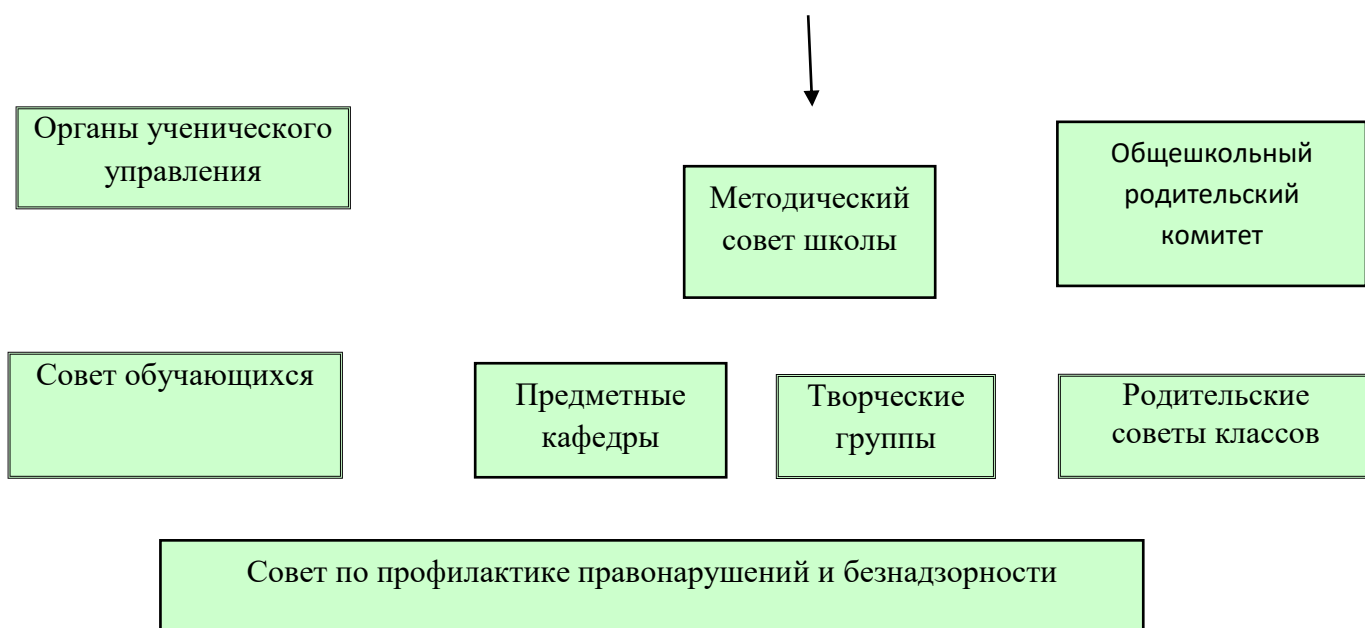 Органы ученического
управления
Методический
совет школы
Общешкольный
родительский
комитет
Совет обучающихся
Предметные
кафедры
Творческие
группы
Родительские
советы классов
Совет по профилактике правонарушений и безнадзорности